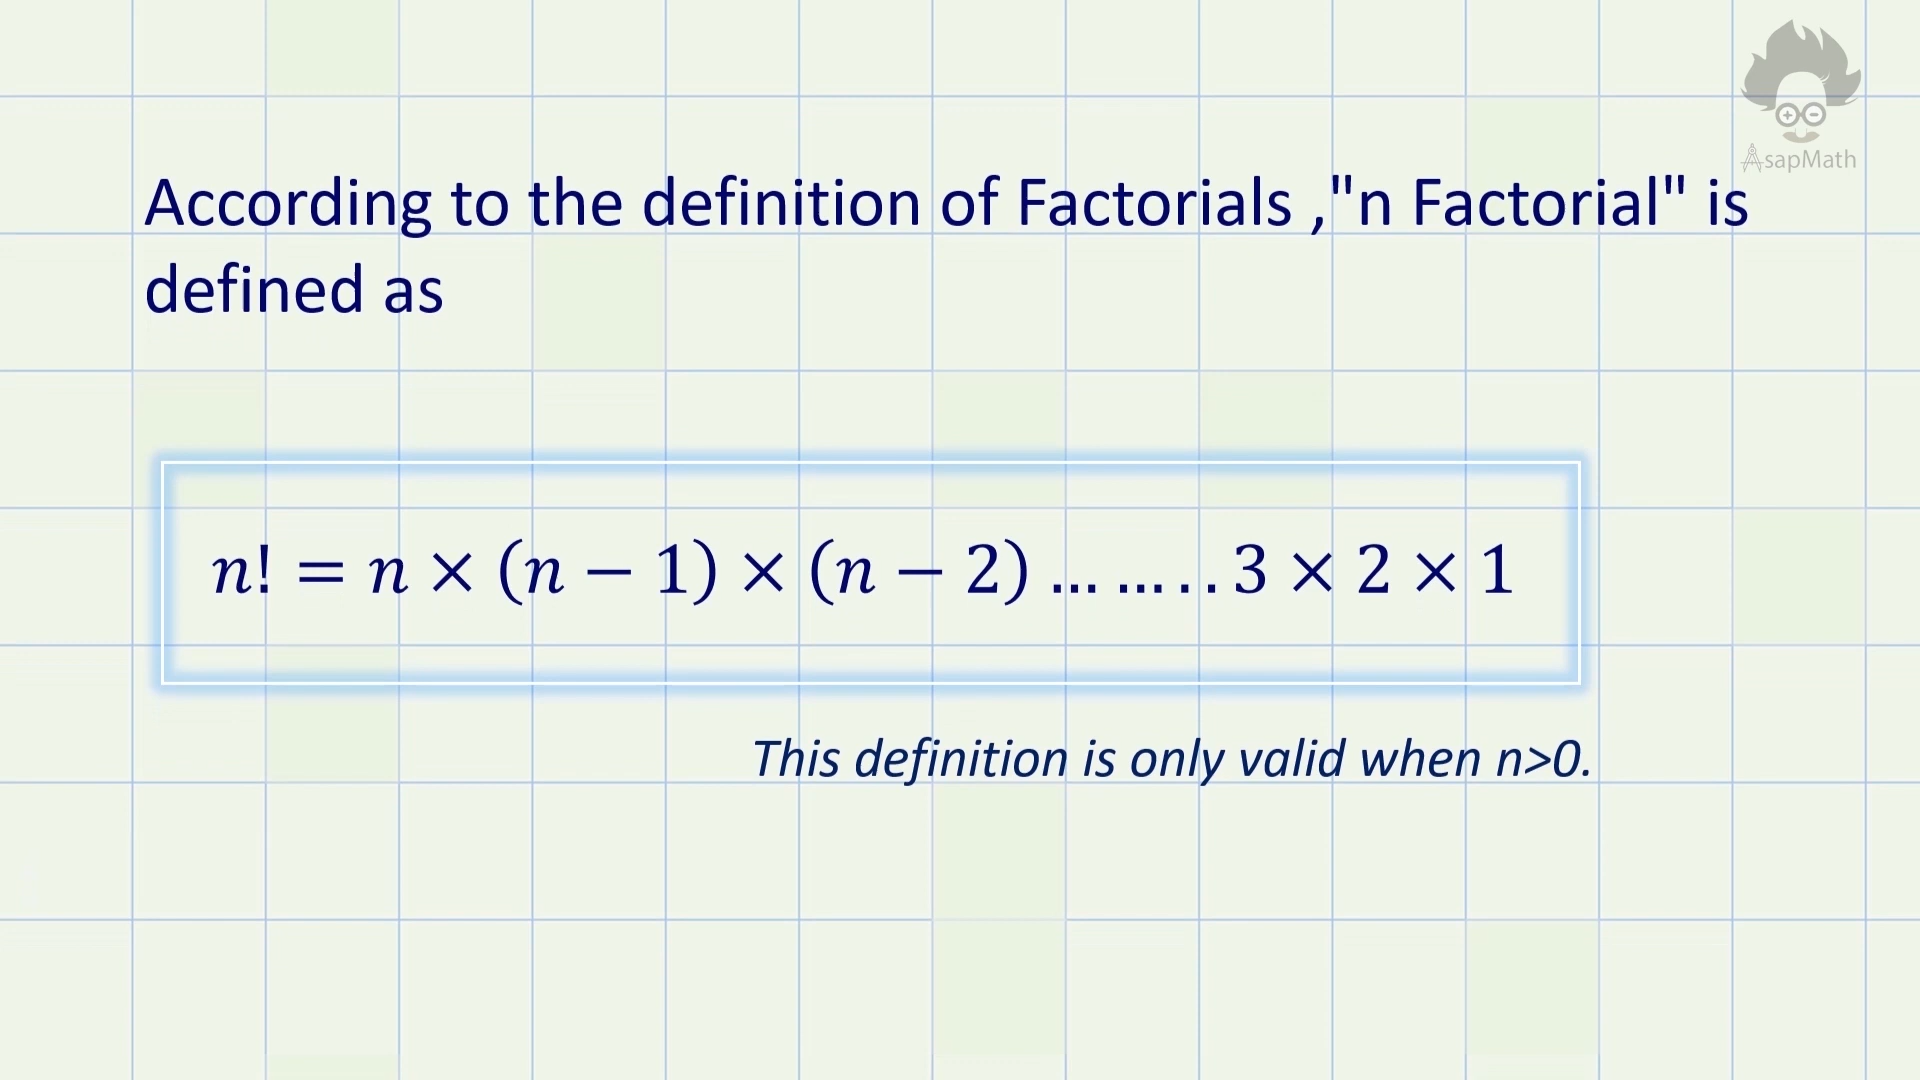 AsapMath
According to the definition of Factorials ,"n Factorial" is
defined as
n! = n × (n − 1) × (n − 2) … … . . 3 × 2 × 1
This definition is only valid when n>0.